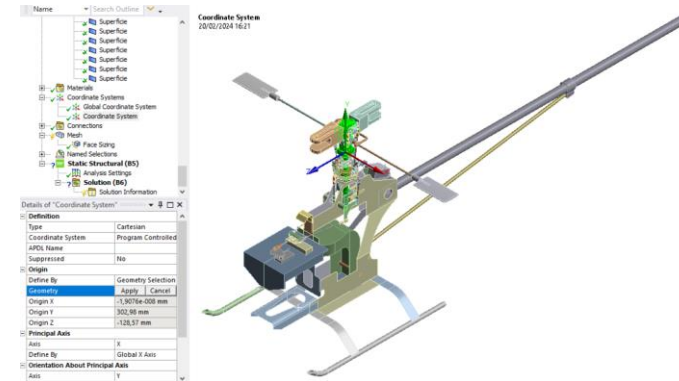 Name
Search Outline
Superficie
Superficie
Superficie
Superficie
Superficie
Superficie
Superficie
Materials
Coordinate Systems
Global Coordinate System
Coordinate System
Connections
Mesh
Face Sizing
Named Selections
Static Structural (B5)
Analysis Settings
Solution (B6)
Solution Information
Details of "Coordinate System"
Definition
Type Cartesian
Coordinate System Program Controlled
APDL Name
Suppressed No
Origin
Define By Geometry Selection
Geometry Apply Cancel
Origin X -1,9076e-008 mm
Origin Y 302,98 mm
Origin Z -128,57 mm
Principal Axis
Axis X
Define By Global X Axis
Orientation About Principal Axis
Axis Y
Coordinate System
20/02/2024 16:21
Y
Z